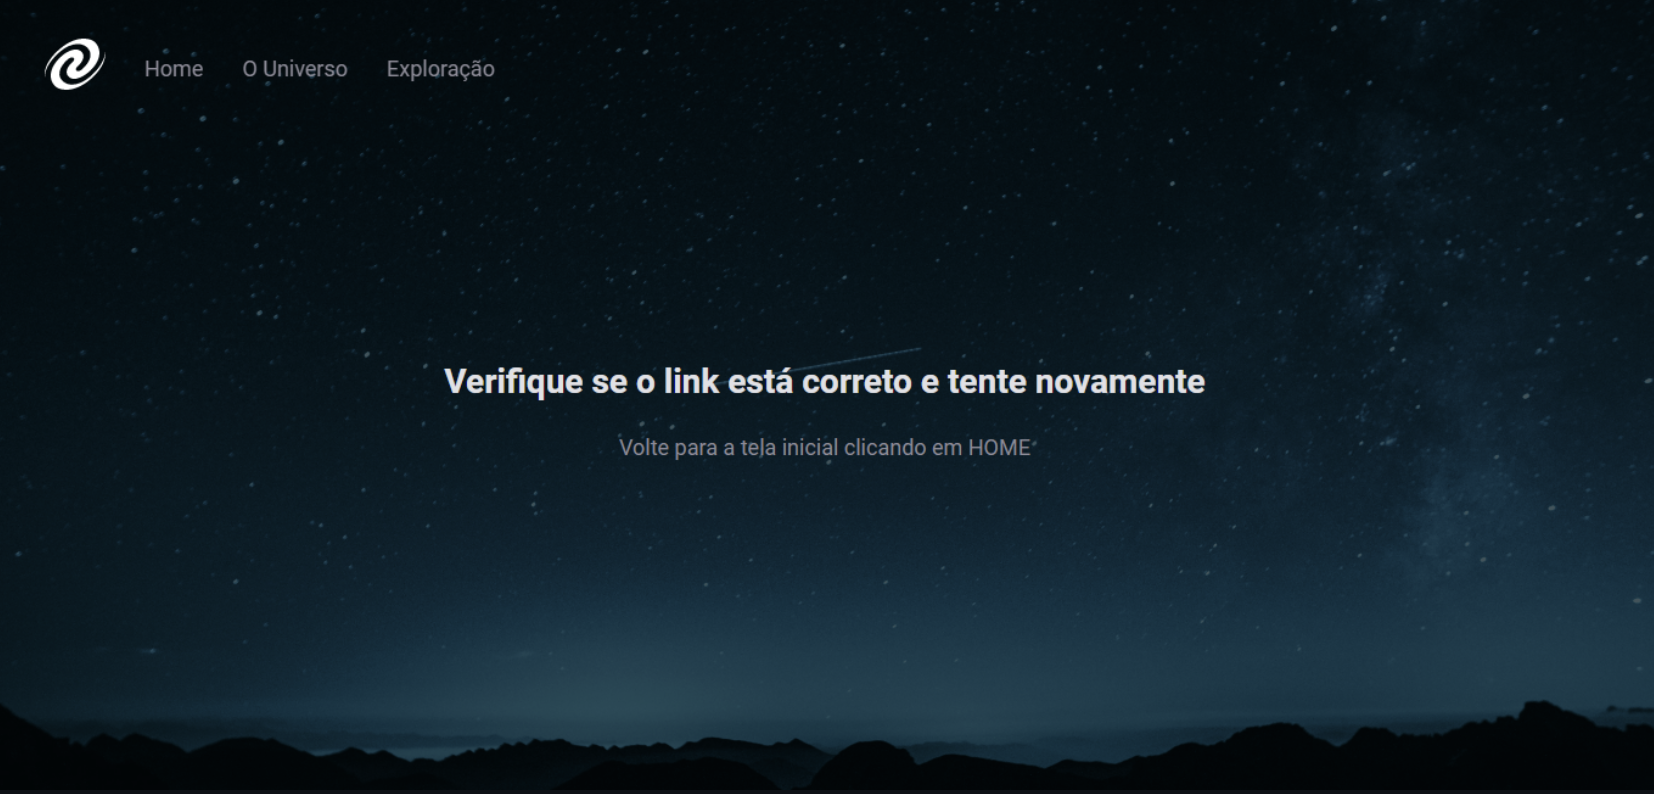 Home O Universo Exploração
Verifique se o link está correto e tente novamente
Volte para a tela inicial clicando em HOME